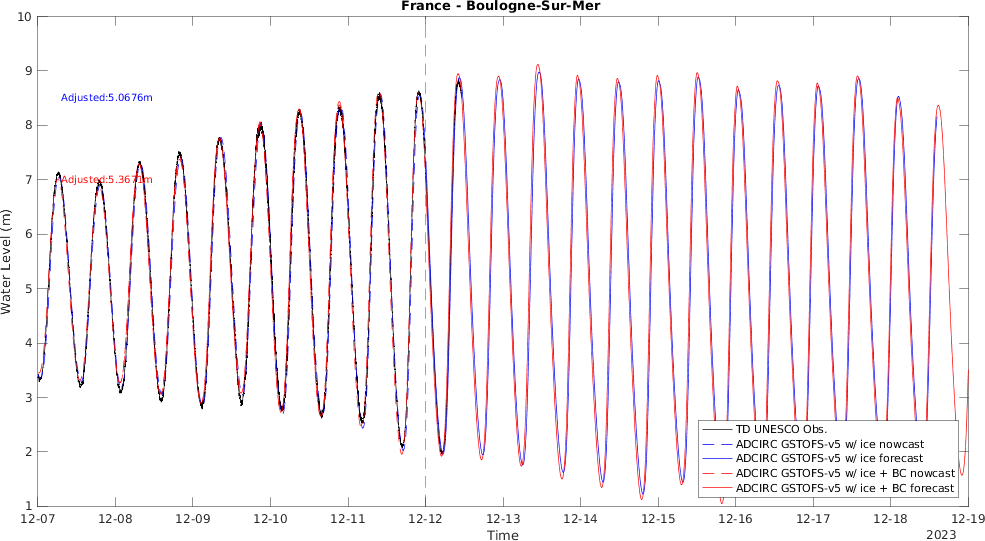 France - Boulogne-Sur-Mer
10
9
8
7
6
5
4
3
2
1
Water Level (m)
Adjusted:5.0676m
Adjusted:5.3671m
TD UNESCO Obs.
ADCIRC GSTOFS-v5 w/ ice nowcast
ADCIRC GSTOFS-v5 w/ ice forecast
ADCIRC GSTOFS-v5 w/ ice + BC nowcast
ADCIRC GSTOFS-v5 w/ ice + BC forecast
12-07 12-08 12-09 12-10 12-11 12-12 12-13 12-14 12-15 12-16 12-17 12-18 12-19
Time
2023